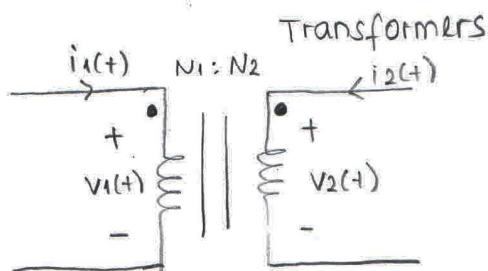 Transformers
i1(t) N1:N2 i2(t)
+ +
v1(t) v2(t)
- -